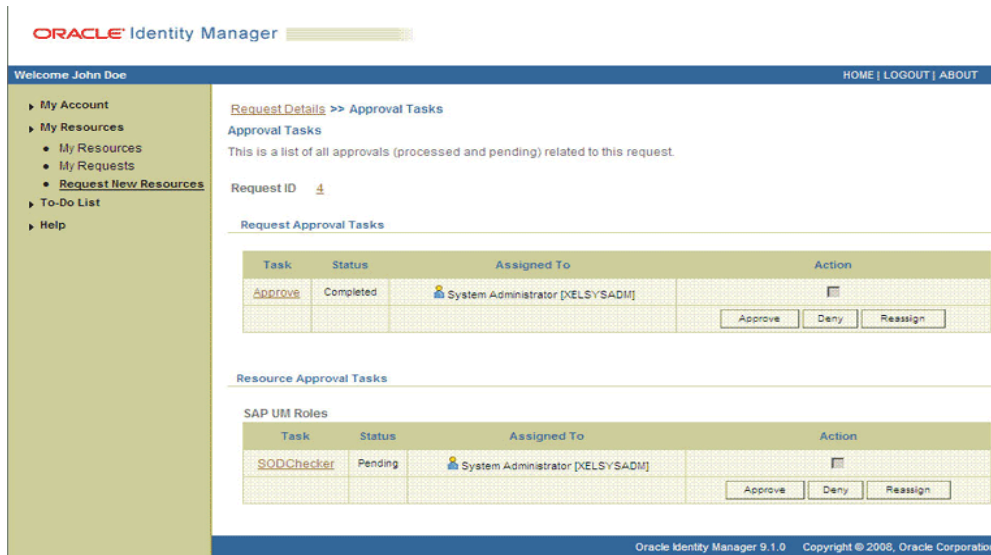 ORACLE Identity Manager
Welcome John Doe
HOME | LOGOUT | ABOUT
My Account
My Resources
My Resources
My Requests
Request New Resources
To-Do List
Help
Request Details >> Approval Tasks
Approval Tasks
This is a list of all approvals (processed and pending) related to this request.
Request ID 4
Request Approval Tasks
Task Status Assigned To Action
Approve Completed System Administrator [XELSYSADM]
Approve Deny Reassign
Resource Approval Tasks
SAP UM Roles
Task Status Assigned To Action
SODChecker Pending System Administrator [XELSYSADM]
Approve Deny Reassign
Oracle Identity Manager 9.1.0 Copyright © 2008, Oracle Corporatio